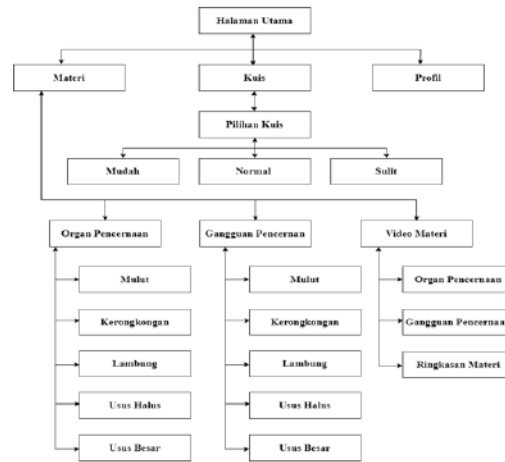 Halaman Utama
Materi
Kuis
Profil
Pilihan Kuis
Mudah
Normal
Sulit
Organ Pencernaan
Gangguan Pencernan
Video Materi
Mulut
Mulut
Organ Pencernaan
Kerongkongan
Kerongkongan
Gangguan Pencernaan
Lambung
Lambung
Ringkasan Materi
Usus Halus
Usus Halus
Usus Besar
Usus Besar